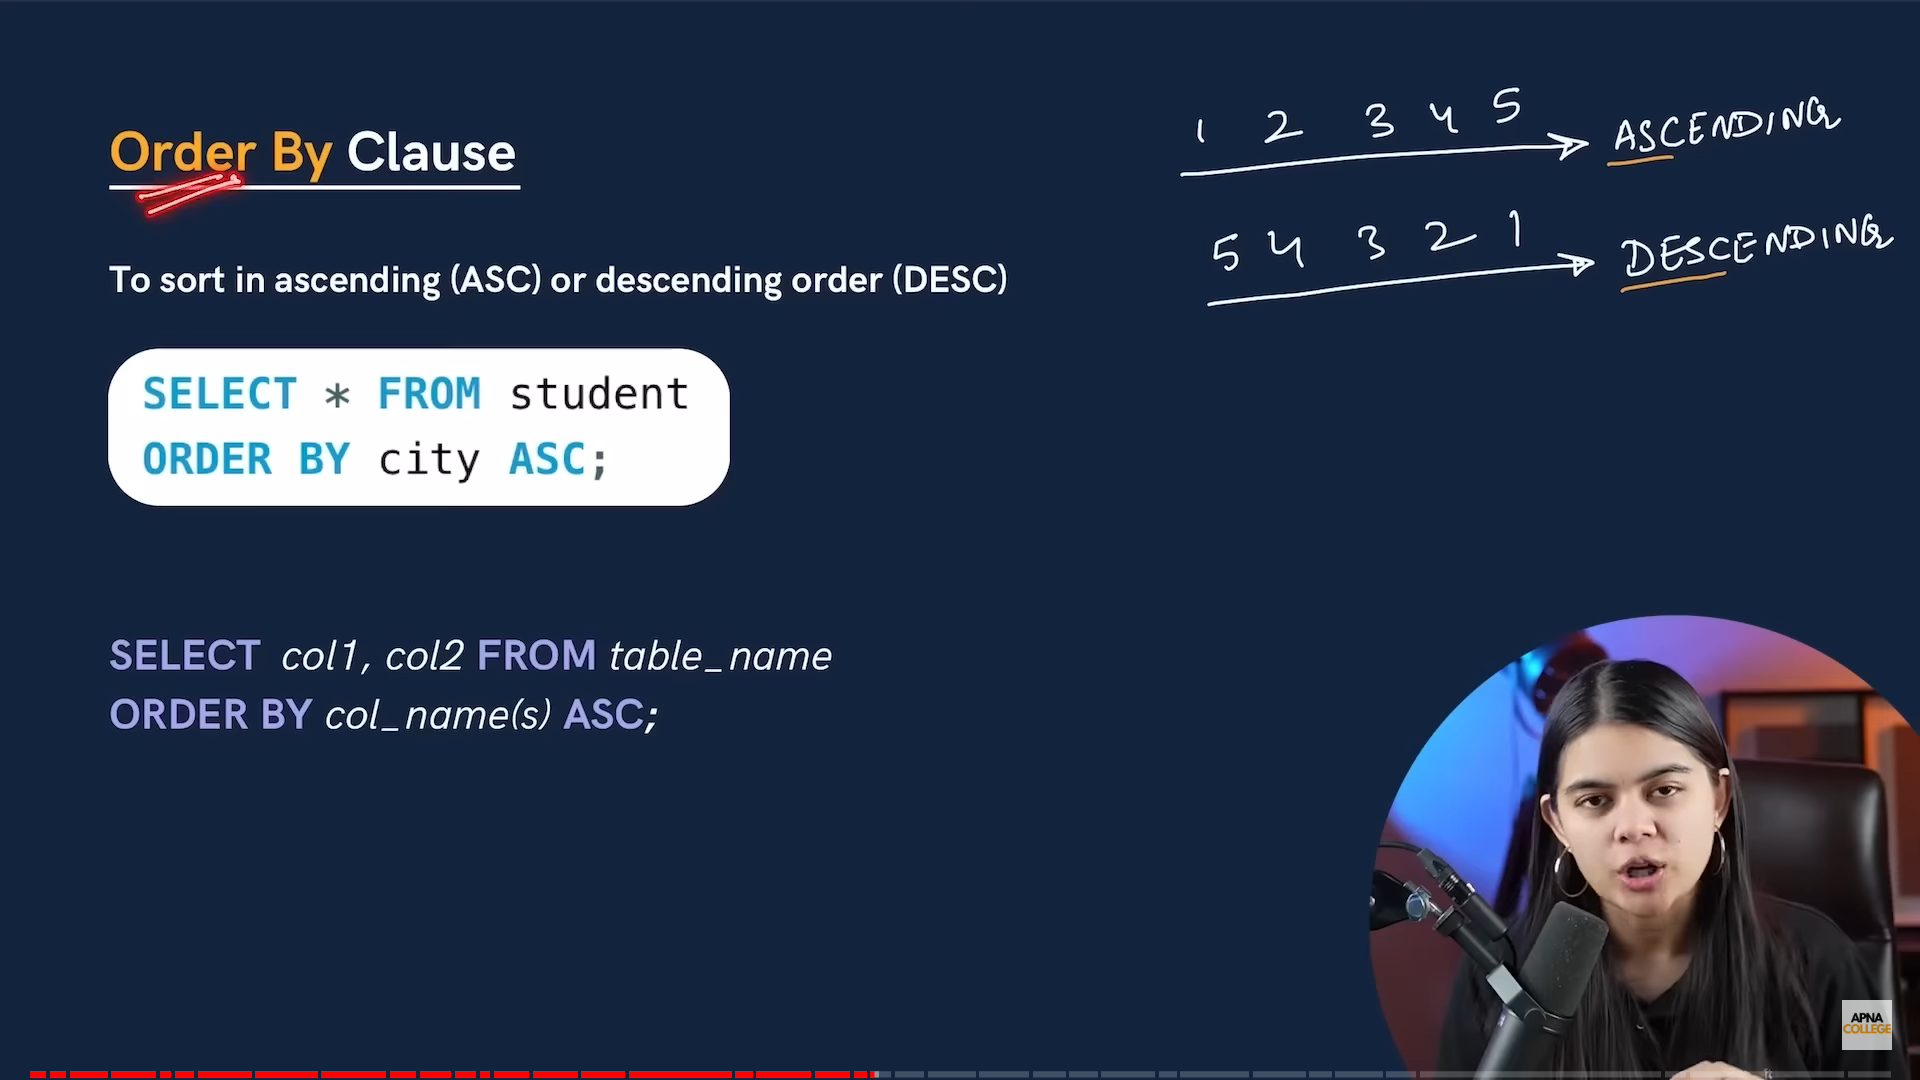 Order By Clause
To sort in ascending (ASC) or descending order (DESC)
SELECT * FROM student
ORDER BY city ASC;
SELECT col1, col2 FROM table_name
ORDER BY col_name(s) ASC;
1 2 3 4 5 ASCENDING
5 4 3 2 1 DESCENDING
APNA
COLLEGE